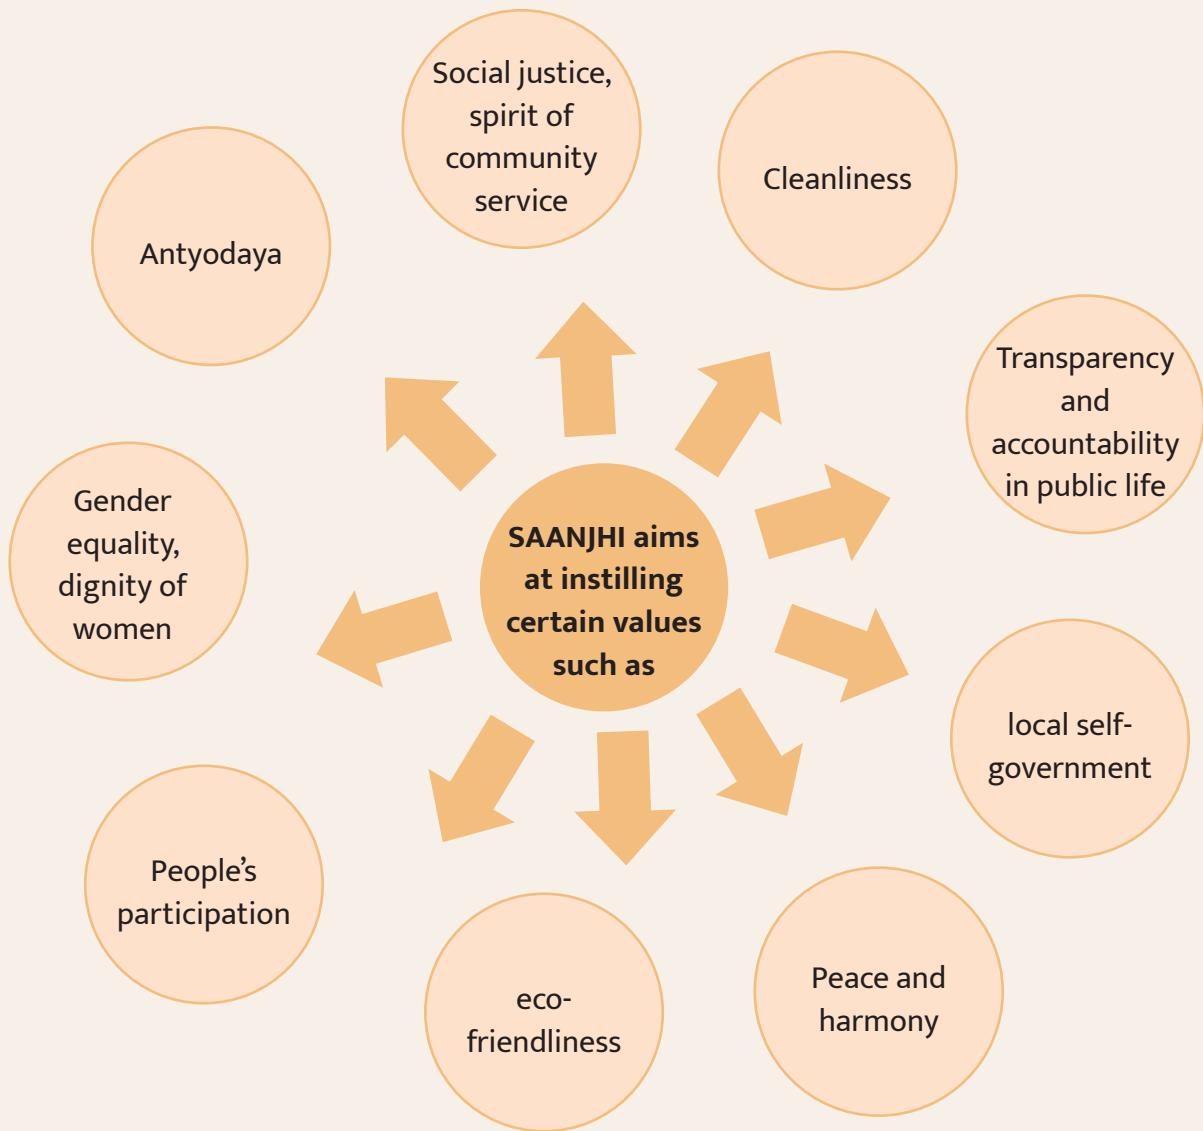 SAANJHI aims
at instilling
certain values
such as
Social justice,
spirit of
community
service
Cleanliness
Transparency
and
accountability
in public life
local self-
government
Peace and
harmony
eco-
friendliness
People’s
participation
Gender
equality,
dignity of
women
Antyodaya